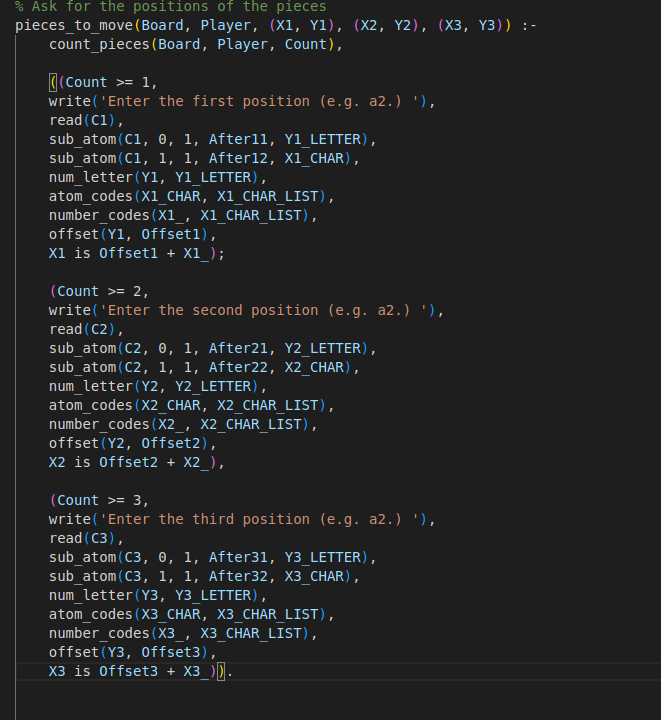 % Ask for the positions of the pieces
pieces_to_move(Board, Player, (X1, Y1), (X2, Y2), (X3, Y3)) :-
    count_pieces(Board, Player, Count),

    ((Count >= 1,
    write('Enter the first position (e.g. a2.) '),
    read(C1),
    sub_atom(C1, 0, 1, After11, Y1_LETTER),
    sub_atom(C1, 1, 1, After12, X1_CHAR),
    num_letter(Y1, Y1_LETTER),
    atom_codes(X1_CHAR, X1_CHAR_LIST),
    number_codes(X1_, X1_CHAR_LIST),
    offset(Y1, Offset1),
    X1 is Offset1 + X1_);

    (Count >= 2,
    write('Enter the second position (e.g. a2.) '),
    read(C2),
    sub_atom(C2, 0, 1, After21, Y2_LETTER),
    sub_atom(C2, 1, 1, After22, X2_CHAR),
    num_letter(Y2, Y2_LETTER),
    atom_codes(X2_CHAR, X2_CHAR_LIST),
    number_codes(X2_, X2_CHAR_LIST),
    offset(Y2, Offset2),
    X2 is Offset2 + X2_),

    (Count >= 3,
    write('Enter the third position (e.g. a2.) '),
    read(C3),
    sub_atom(C3, 0, 1, After31, Y3_LETTER),
    sub_atom(C3, 1, 1, After32, X3_CHAR),
    num_letter(Y3, Y3_LETTER),
    atom_codes(X3_CHAR, X3_CHAR_LIST),
    number_codes(X3_, X3_CHAR_LIST),
    offset(Y3, Offset3),
    X3 is Offset3 + X3_)).